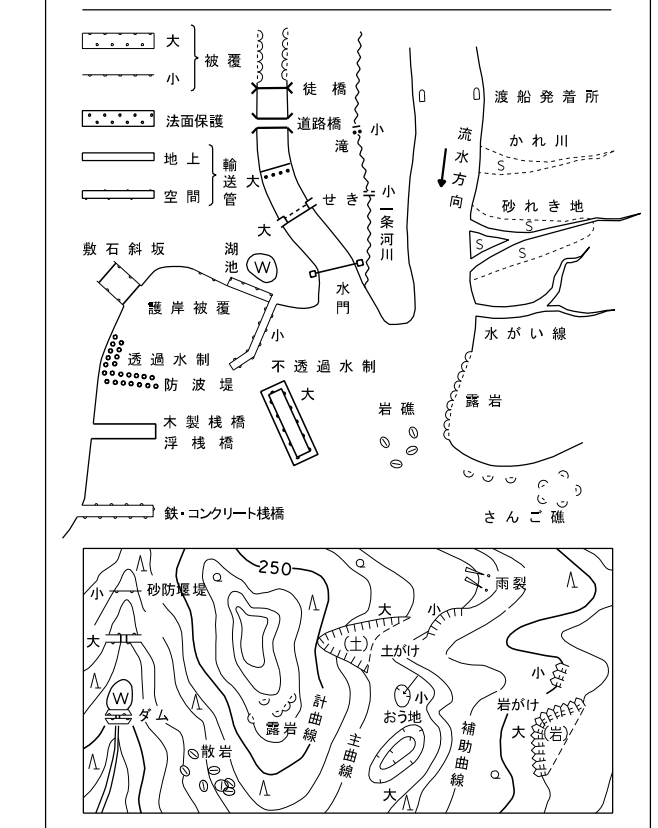 大
小
被覆
法面保護
地上
空間
輸送管
徒橋
道路橋
小
滝
大
せき
小
大
一条河川
渡船発着所
流水方向
かれ川
S
砂れき地
S
S
S
敷石斜坂
湖池
W
護岸被覆
水門
小
水がい線
透過水制
不透過水制
防波堤
大
岩礁
露岩
木製桟橋
浮桟橋
鉄・コンクリート桟橋
さんご礁
250
小
砂防堰堤
雨裂
大
大
小
(土)
土がけ
W
ダム
小
小
岩がけ
おう地
計曲線
露岩
大
(岩)
散岩
主曲線
補助曲線
大